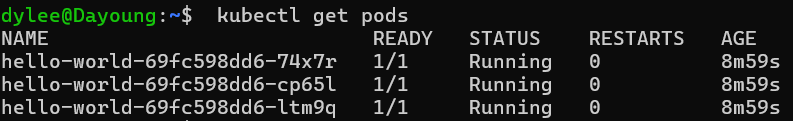 dylee@Dayoung:~$  kubectl get pods
NAME                           READY   STATUS    RESTARTS   AGE
hello-world-69fc598dd6-74x7r   1/1     Running   0          8m59s
hello-world-69fc598dd6-cp65l   1/1     Running   0          8m59s
hello-world-69fc598dd6-ltm9q   1/1     Running   0          8m59s